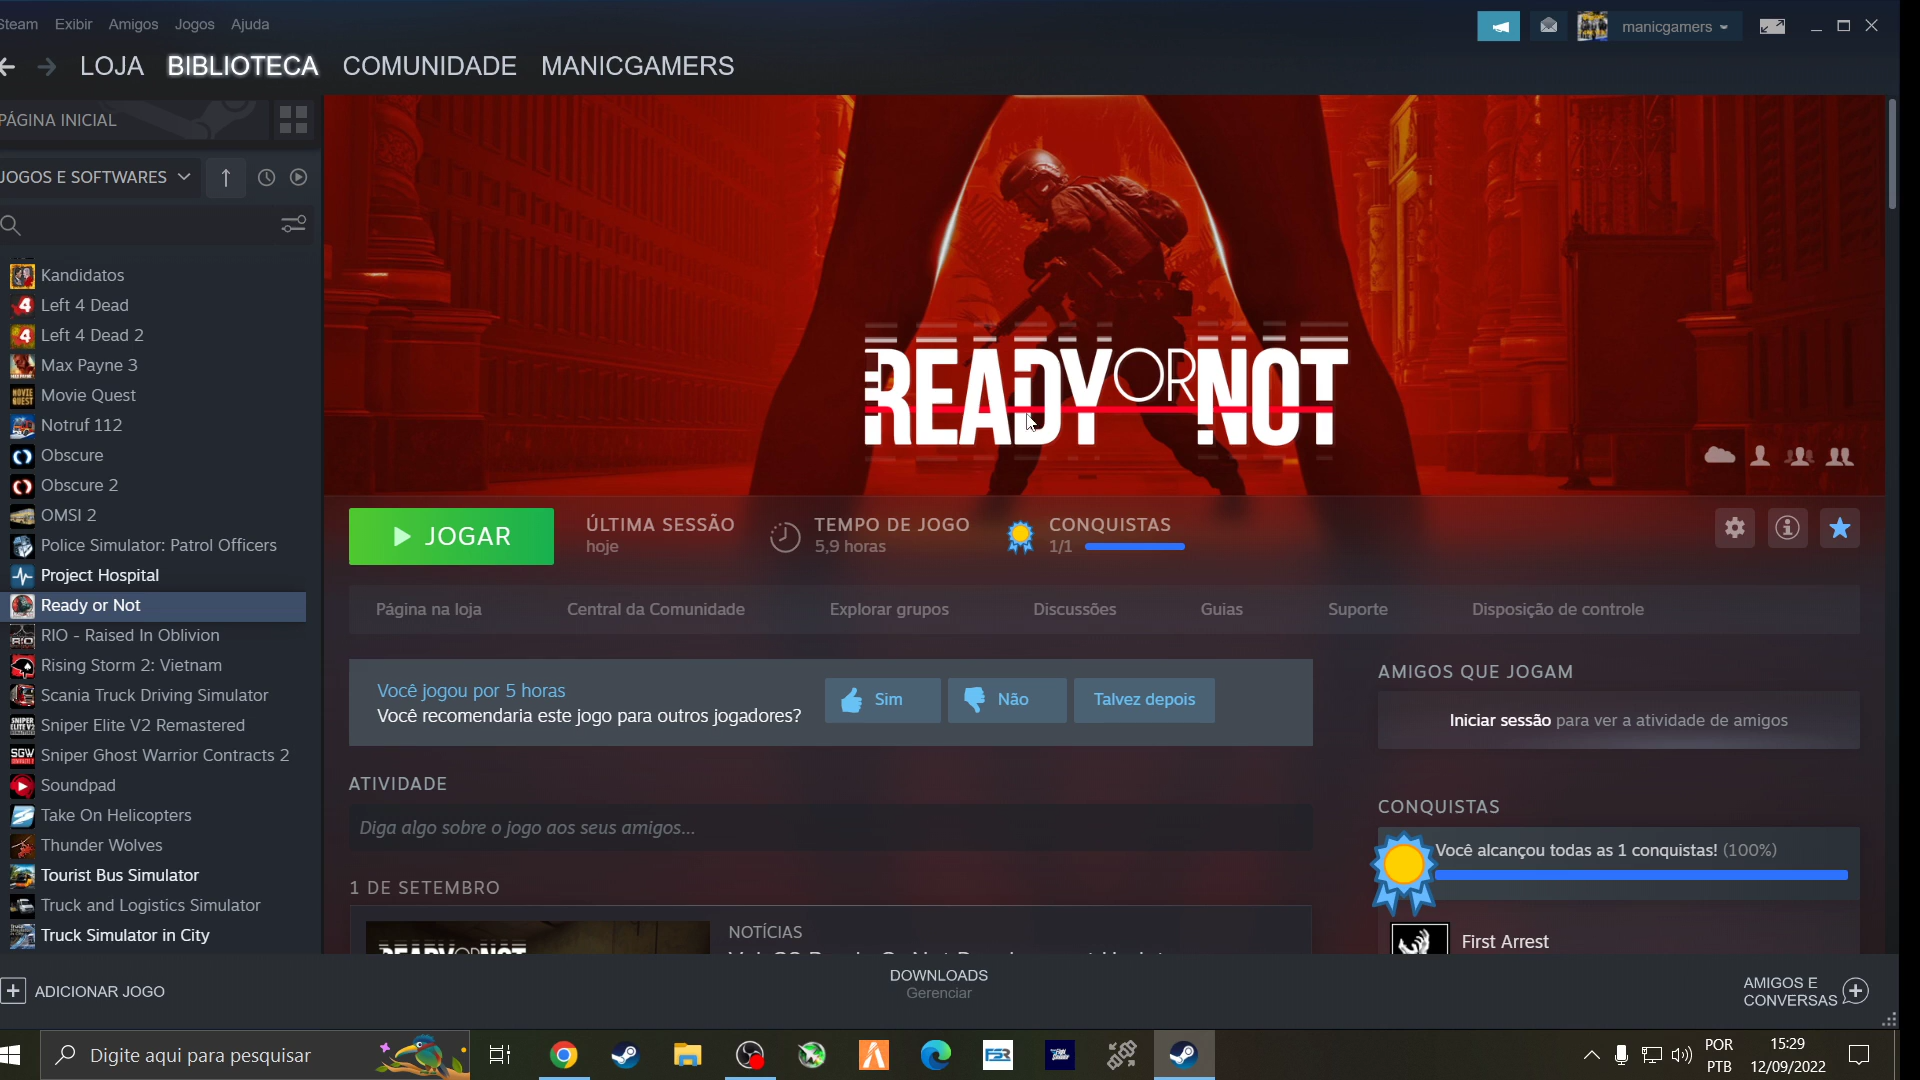 Steam Exibir Amigos Jogos Ajuda
manicgamers
LOJA BIBLIOTECA COMUNIDADE MANICGAMERS
PÁGINA INICIAL
JOGOS E SOFTWARES
Kandidatos
Left 4 Dead
Left 4 Dead 2
Max Payne 3
Movie Quest
Notruf 112
Obscure
Obscure 2
OMSI 2
Police Simulator: Patrol Officers
Project Hospital
Ready or Not
RIO - Raised In Oblivion
Rising Storm 2: Vietnam
Scania Truck Driving Simulator
Sniper Elite V2 Remastered
Sniper Ghost Warrior Contracts 2
Soundpad
Take On Helicopters
Thunder Wolves
Tourist Bus Simulator
Truck and Logistics Simulator
Truck Simulator in City
READY OR NOT
JOGAR
ÚLTIMA SESSÃO
hoje
TEMPO DE JOGO
5,9 horas
CONQUISTAS
1/1
Página na loja Central da Comunidade Explorar grupos Discussões Guias Suporte Disposição de controle
Você jogou por 5 horas
Você recomendaria este jogo para outros jogadores?
Sim Não Talvez depois
ATIVIDADE
Diga algo sobre o jogo aos seus amigos...
1 DE SETEMBRO
NOTÍCIAS
AMIGOS QUE JOGAM
Iniciar sessão para ver a atividade de amigos
CONQUISTAS
Você alcançou todas as 1 conquistas! (100%)
First Arrest
ADICIONAR JOGO
DOWNLOADS
Gerenciar
AMIGOS E
CONVERSAS
Digite aqui para pesquisar
POR
PTB
15:29
12/09/2022